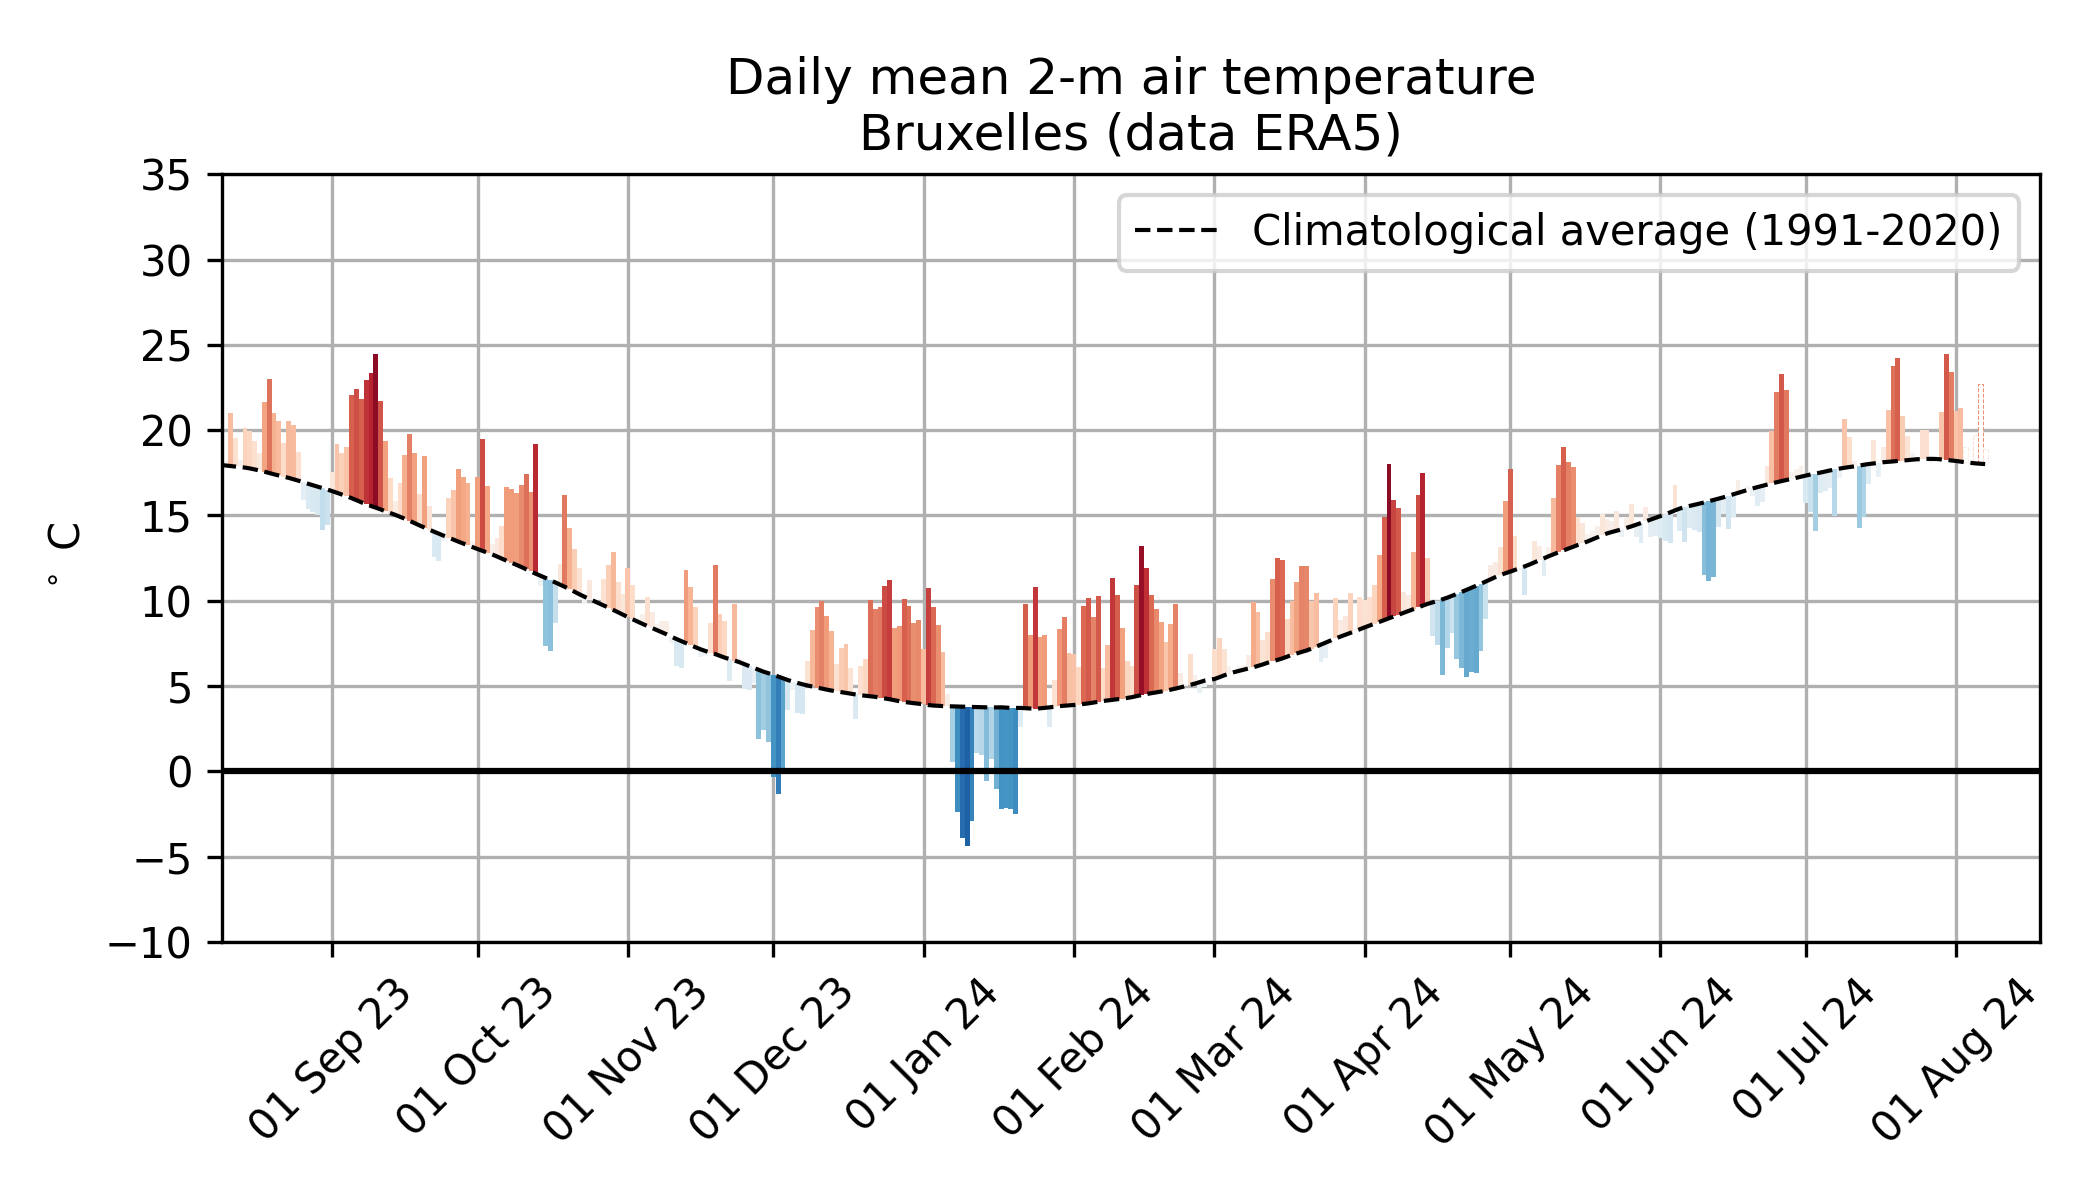 Daily mean 2-m air temperature
Bruxelles (data ERA5)
35
30
25
20
15
10
5
0
−5
−10
° C
Climatological average (1991-2020)
01 Sep 23
01 Oct 23
01 Nov 23
01 Dec 23
01 Jan 24
01 Feb 24
01 Mar 24
01 Apr 24
01 May 24
01 Jun 24
01 Jul 24
01 Aug 24